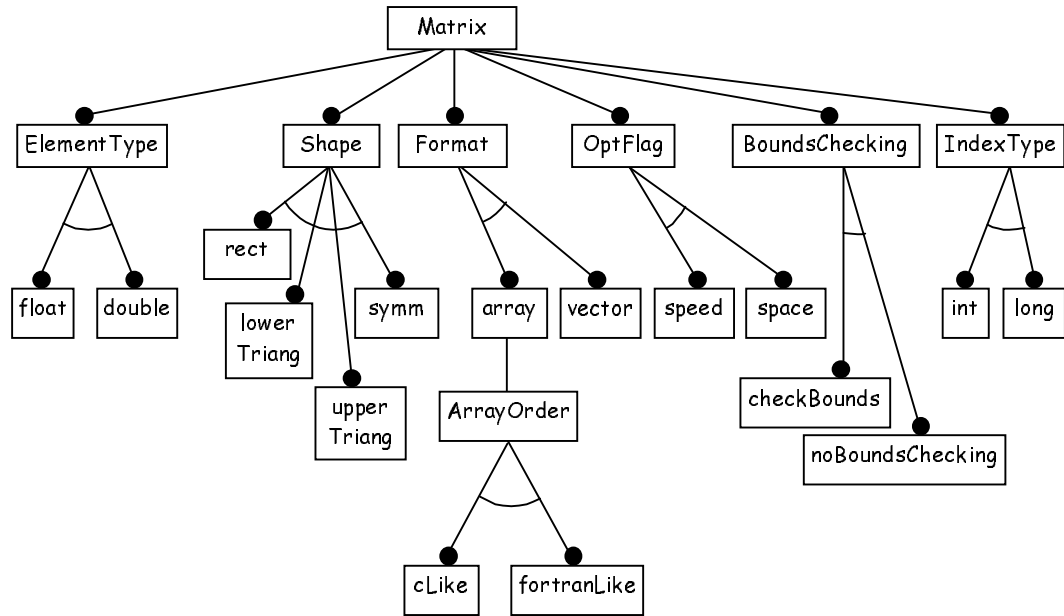 Matrix
ElementType
Shape
Format
OptFlag
BoundsChecking
IndexType
rect
float
double
lower
Triang
symm
array
vector
speed
space
int
long
upper
Triang
ArrayOrder
checkBounds
noBoundsChecking
cLike
fortranLike